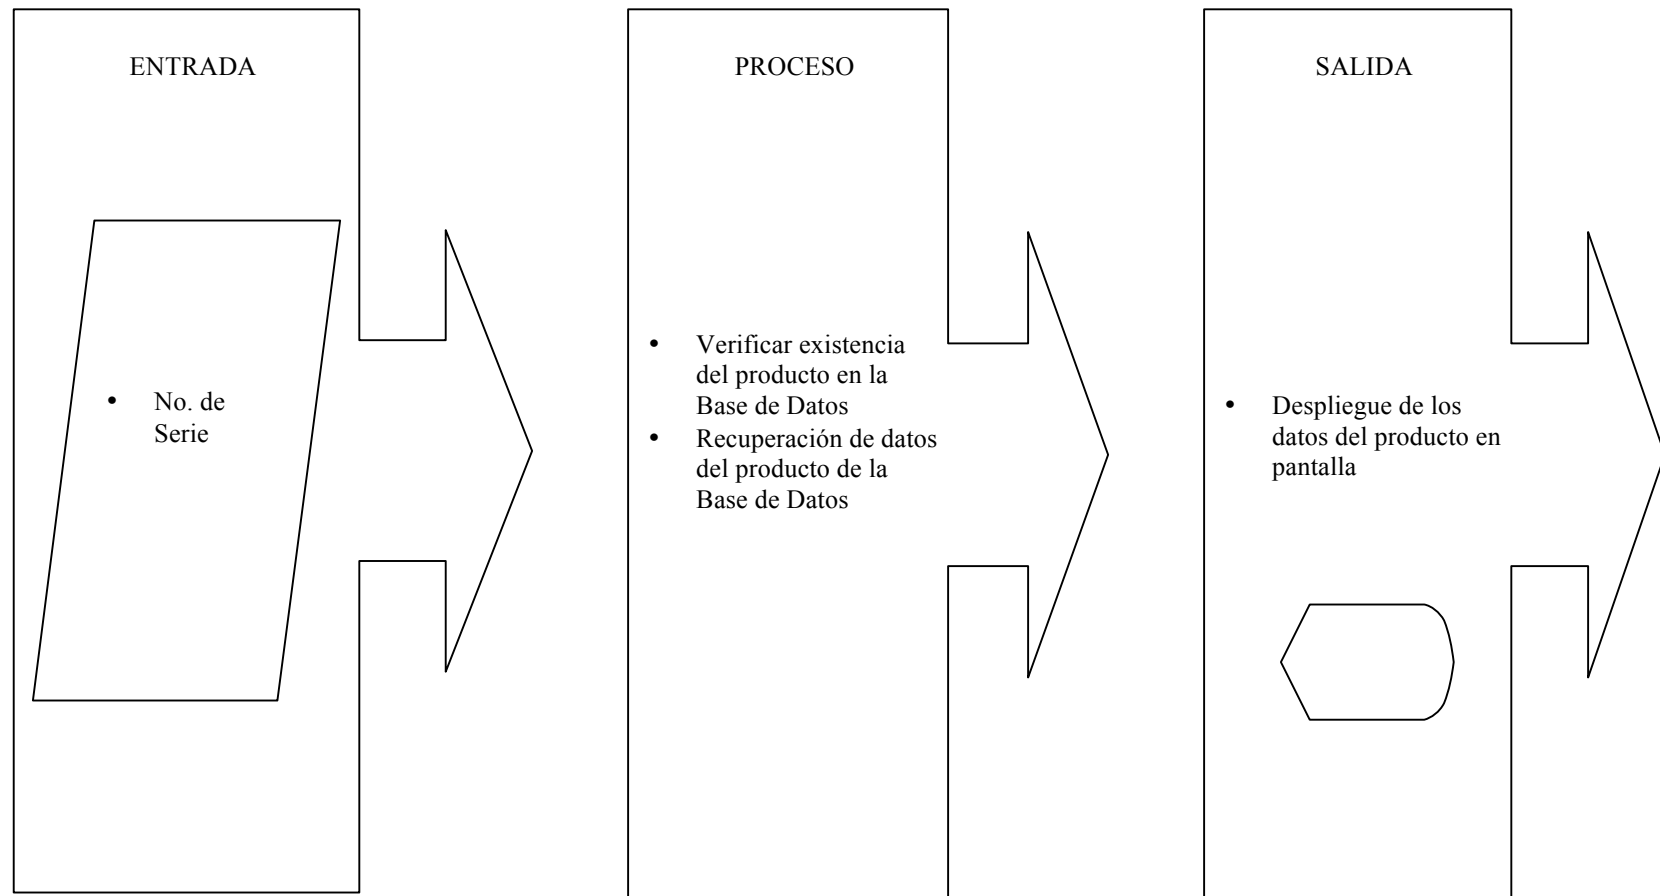 ENTRADA
• No. de
Serie
PROCESO
• Verificar existencia
del producto en la
Base de Datos
• Recuperación de datos
del producto de la
Base de Datos
SALIDA
• Despliegue de los
datos del producto en
pantalla